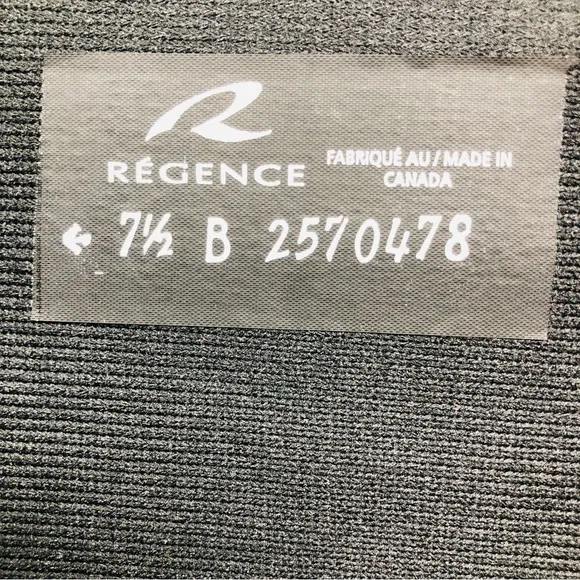 RÉGENCE
FABRIQUÉ AU / MADE IN
CANADA
7½ B 2570478